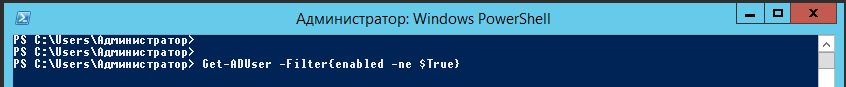 Администратор: Windows PowerShell
PS C:\Users\Администратор>
PS C:\Users\Администратор>
PS C:\Users\Администратор> Get-ADUser -Filter{enabled -ne $True}